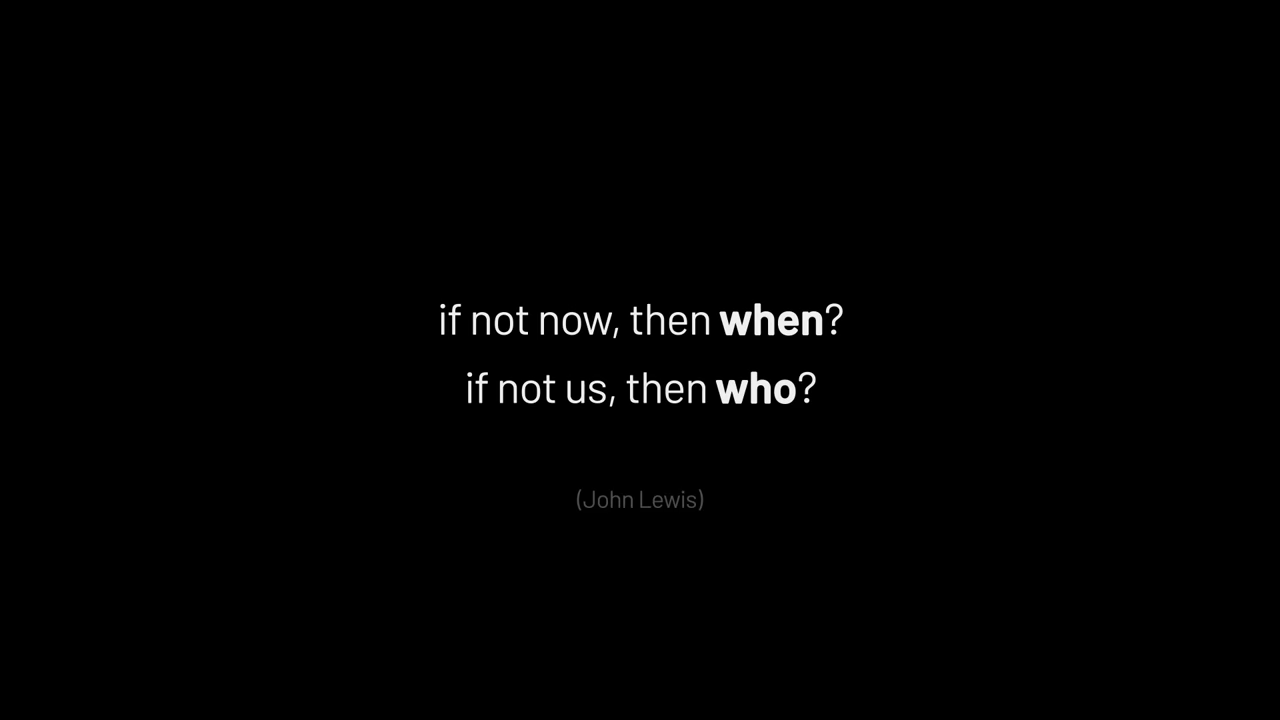 if not now, then when?
if not us, then who?
(John Lewis)